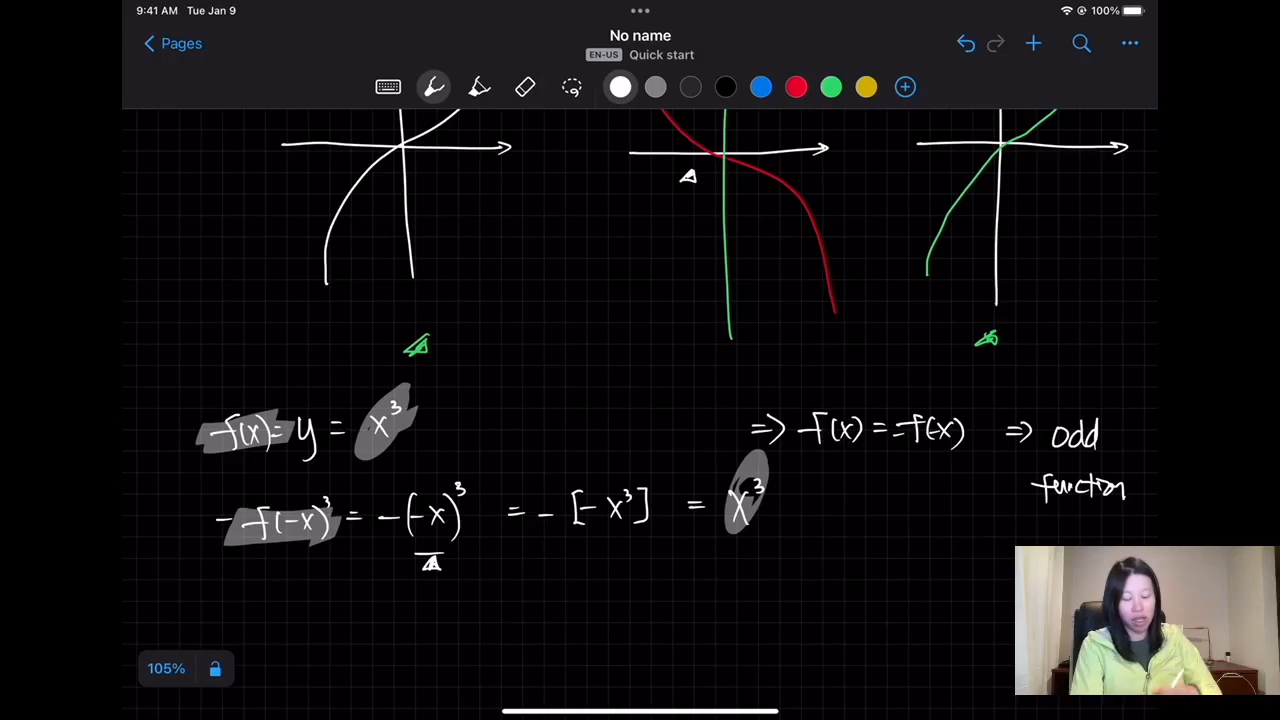 9:41 AM Tue Jan 9
100%
Pages
No name
EN-US Quick start
f(x) = y = x³
⇒ f(x) = -f(-x) ⇒ odd
function
- f(-x)³ = -(-x)³ = - [-x³] = x³
105%